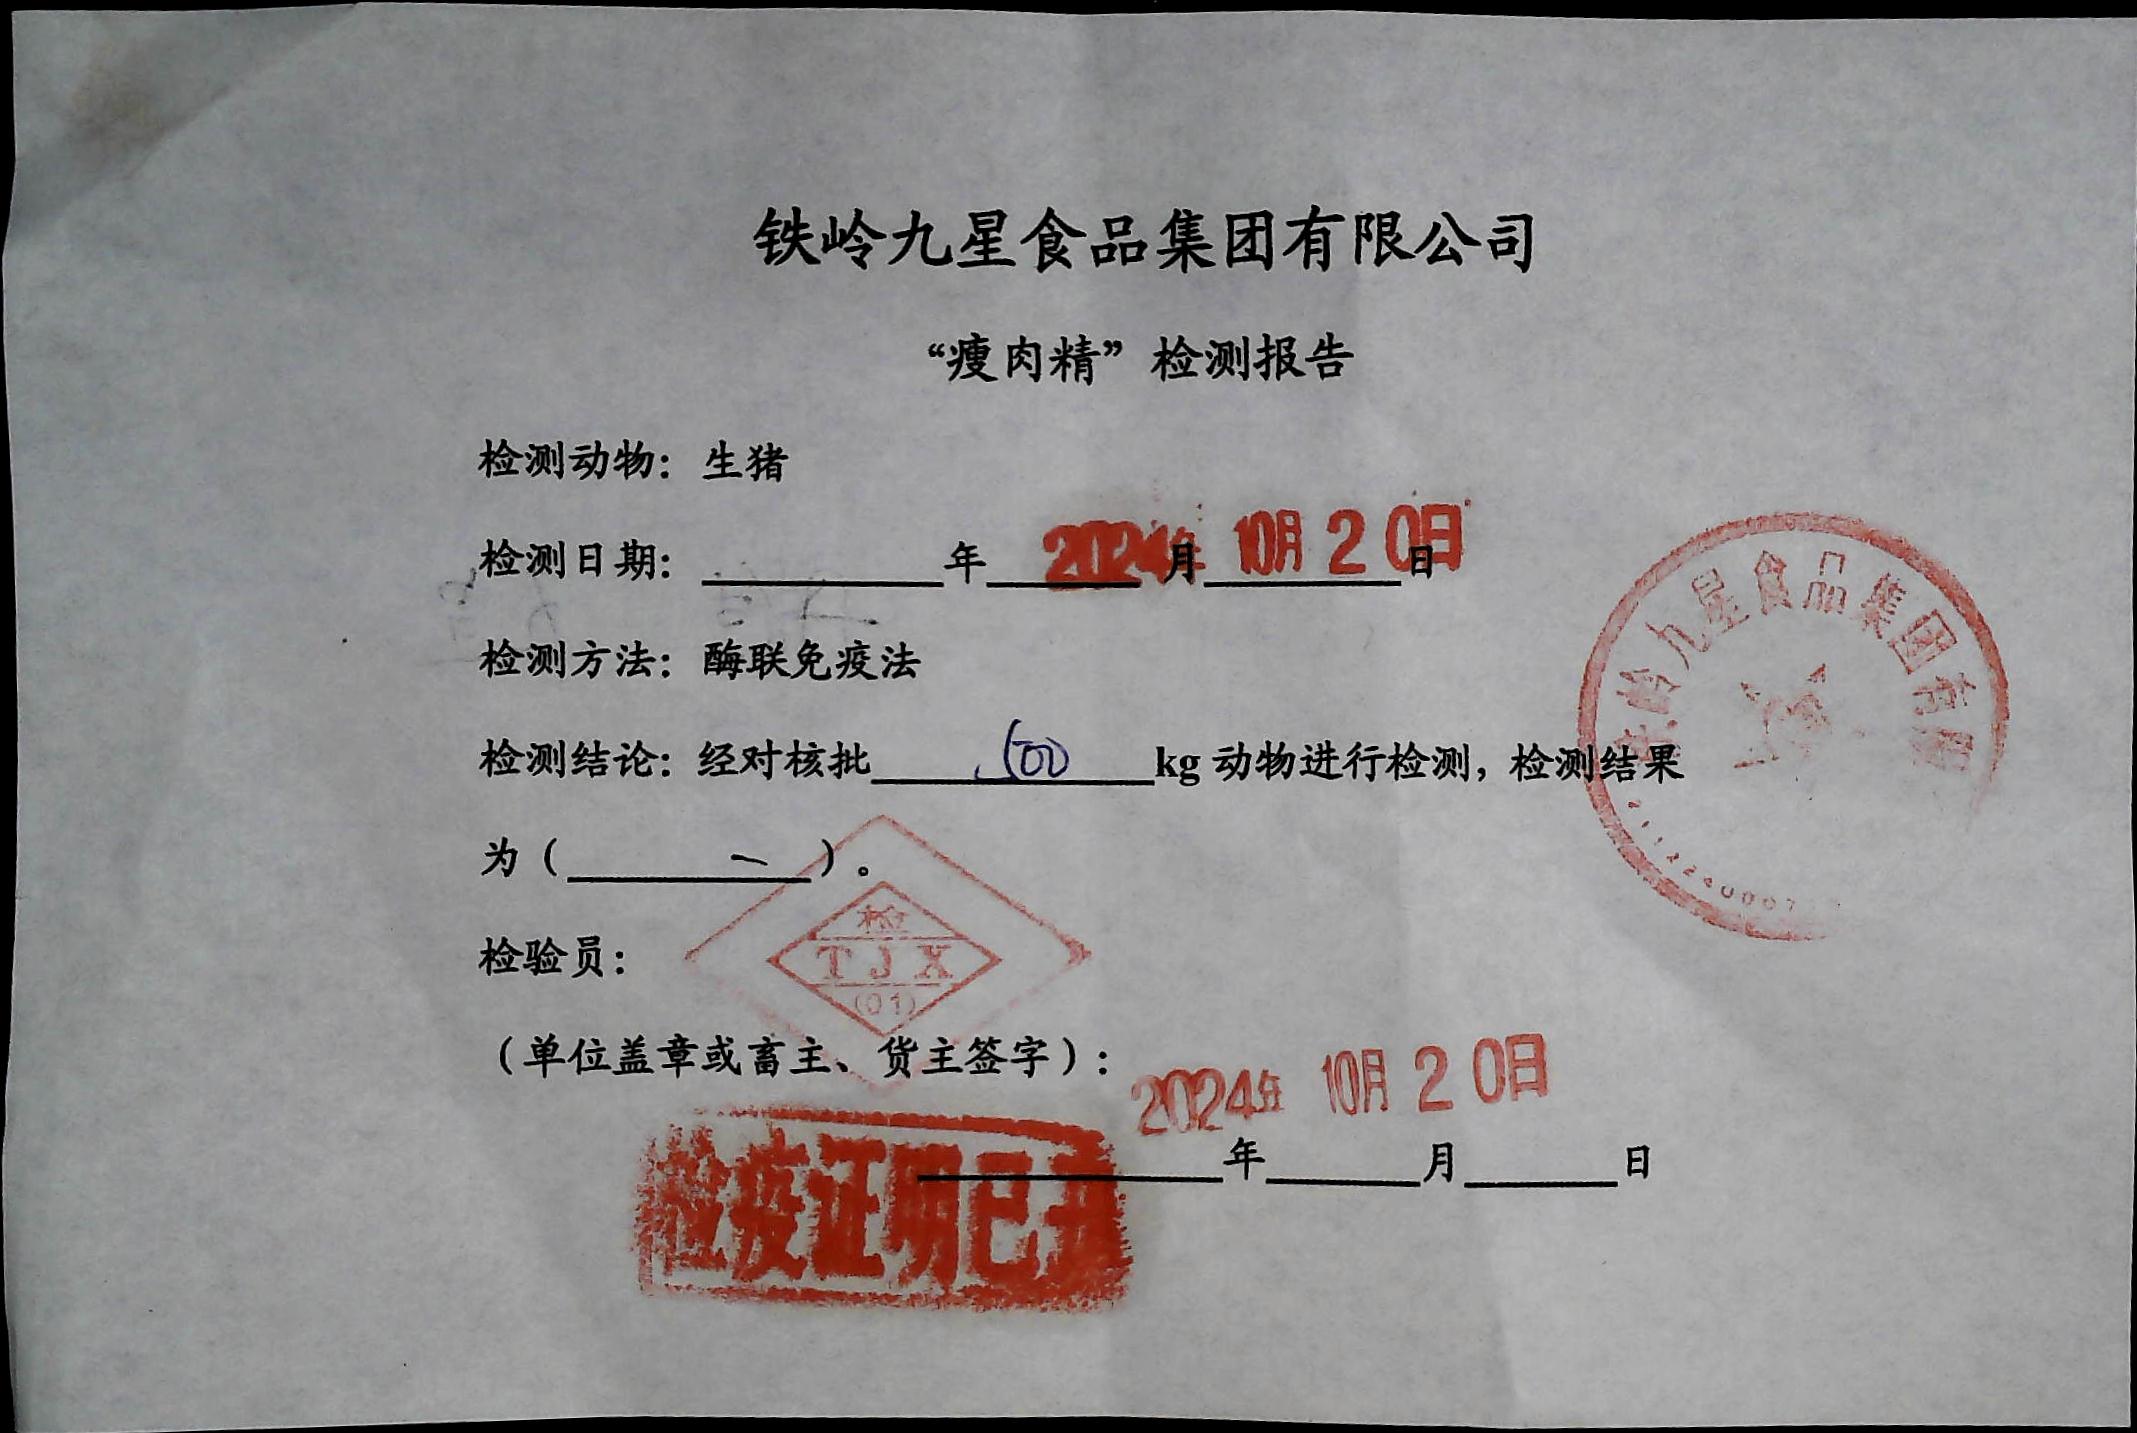 铁岭九星食品集团有限公司
“瘦肉精”检测报告
检测动物：生猪
检测日期：年月日
2024年 10月20日
检测方法：酶联免疫法
检测结论：经对核批500kg动物进行检测，检测结果
为（一）。
检验员：
检
TJX
(01)
（单位盖章或畜主、货主签字）：
2024年 10月20日
年月日
检疫证明已
岭九星食品集团有限